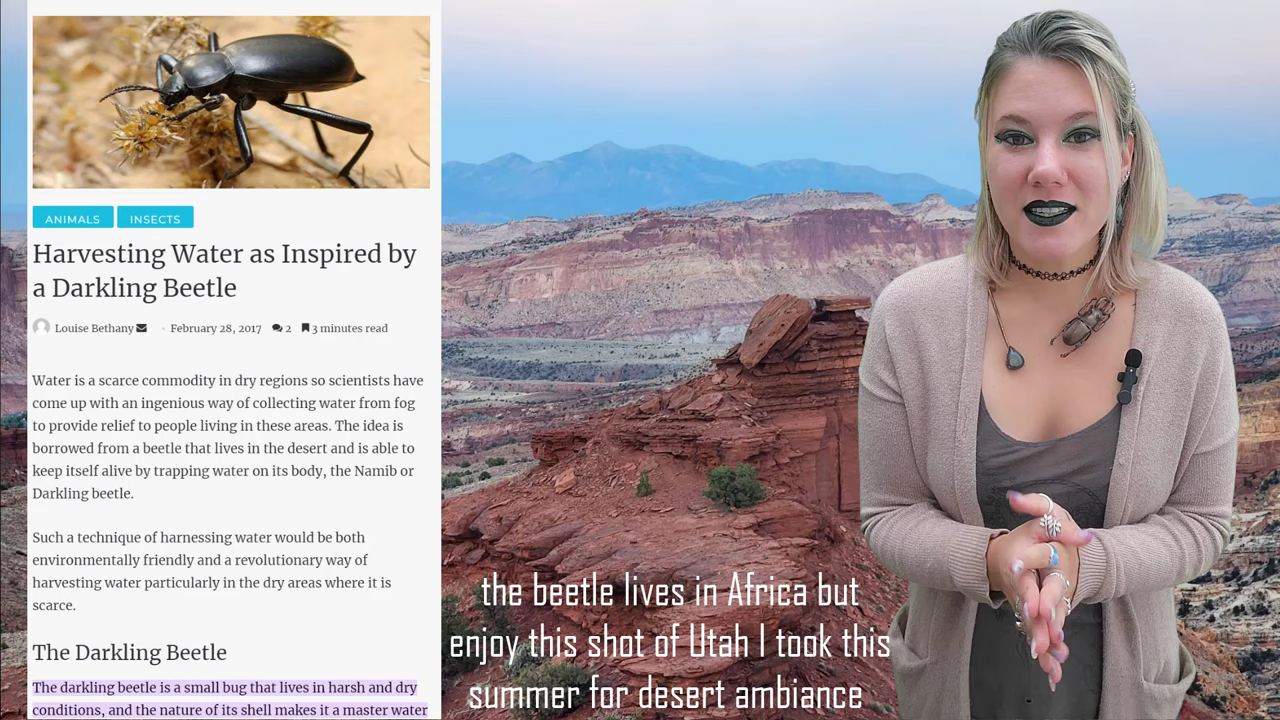 ANIMALS INSECTS
Harvesting Water as Inspired by
a Darkling Beetle
Louise Bethany · February 28, 2017 2 3 minutes read
Water is a scarce commodity in dry regions so scientists have
come up with an ingenious way of collecting water from fog
to provide relief to people living in these areas. The idea is
borrowed from a beetle that lives in the desert and is able to
keep itself alive by trapping water on its body, the Namib or
Darkling beetle.
Such a technique of harnessing water would be both
environmentally friendly and a revolutionary way of
harvesting water particularly in the dry areas where it is
scarce.
The Darkling Beetle
The darkling beetle is a small bug that lives in harsh and dry
conditions, and the nature of its shell makes it a master water
the beetle lives in Africa but
enjoy this shot of Utah I took this
summer for desert ambiance